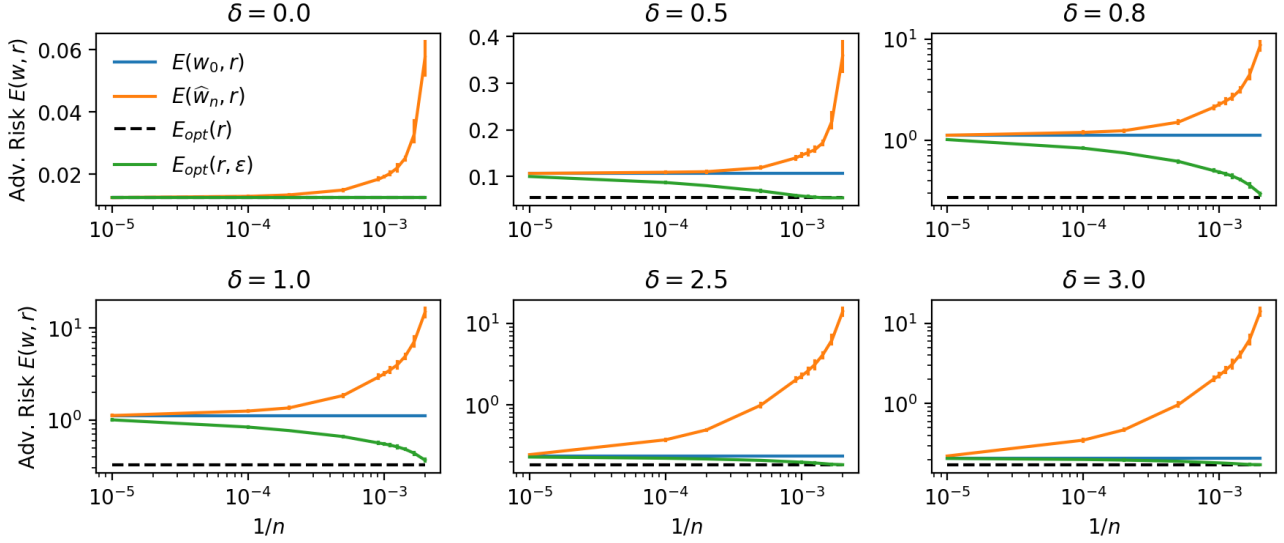 δ = 0.0
δ = 0.5
δ = 0.8
Adv. Risk E(w, r)
0.06
0.04
0.02
E(w₀, r)
E(ŵₙ, r)
Eₒₚₜ(r)
Eₒₚₜ(r, ε)
10⁻⁵
10⁻⁴
10⁻³
0.4
0.3
0.2
0.1
10⁻⁵
10⁻⁴
10⁻³
10¹
10⁰
10⁻⁵
10⁻⁴
10⁻³
δ = 1.0
δ = 2.5
δ = 3.0
Adv. Risk E(w, r)
10¹
10⁰
10⁻⁵
10⁻⁴
10⁻³
1/n
10¹
10⁰
10⁻⁵
10⁻⁴
10⁻³
1/n
10¹
10⁰
10⁻⁵
10⁻⁴
10⁻³
1/n